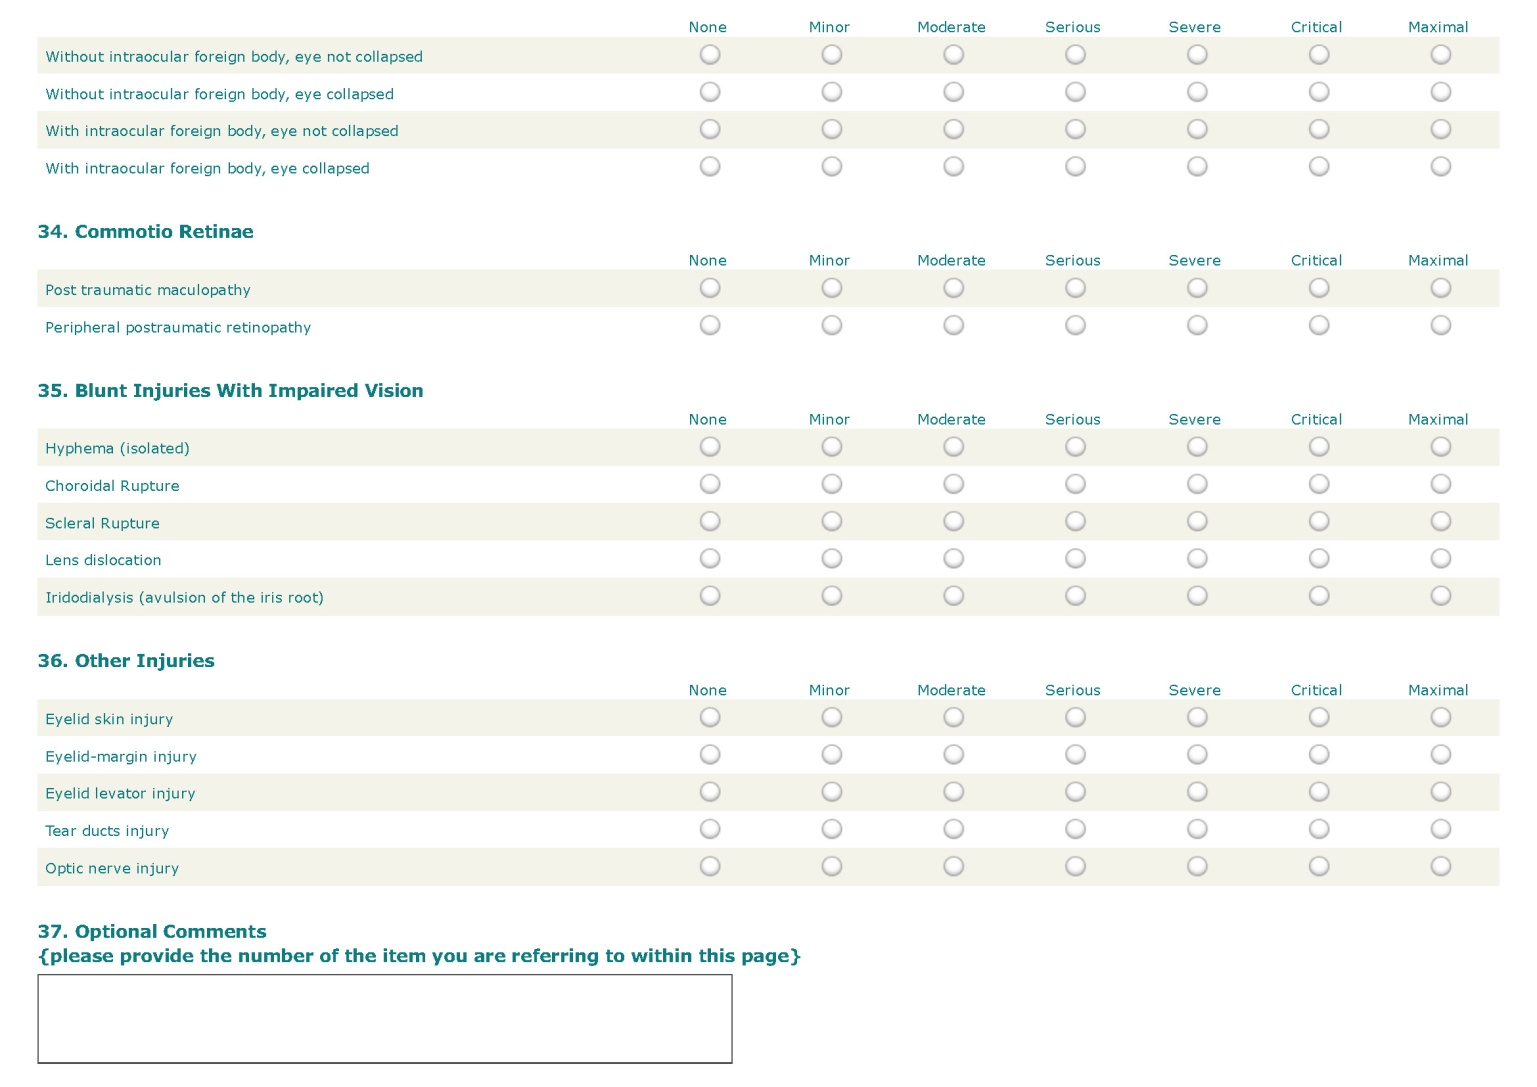 None Minor Moderate Serious Severe Critical Maximal
Without intraocular foreign body, eye not collapsed
Without intraocular foreign body, eye collapsed
With intraocular foreign body, eye not collapsed
With intraocular foreign body, eye collapsed
34. Commotio Retinae
None Minor Moderate Serious Severe Critical Maximal
Post traumatic maculopathy
Peripheral postraumatic retinopathy
35. Blunt Injuries With Impaired Vision
None Minor Moderate Serious Severe Critical Maximal
Hyphema (isolated)
Choroidal Rupture
Scleral Rupture
Lens dislocation
Iridodialysis (avulsion of the iris root)
36. Other Injuries
None Minor Moderate Serious Severe Critical Maximal
Eyelid skin injury
Eyelid-margin injury
Eyelid levator injury
Tear ducts injury
Optic nerve injury
37. Optional Comments
{please provide the number of the item you are referring to within this page}